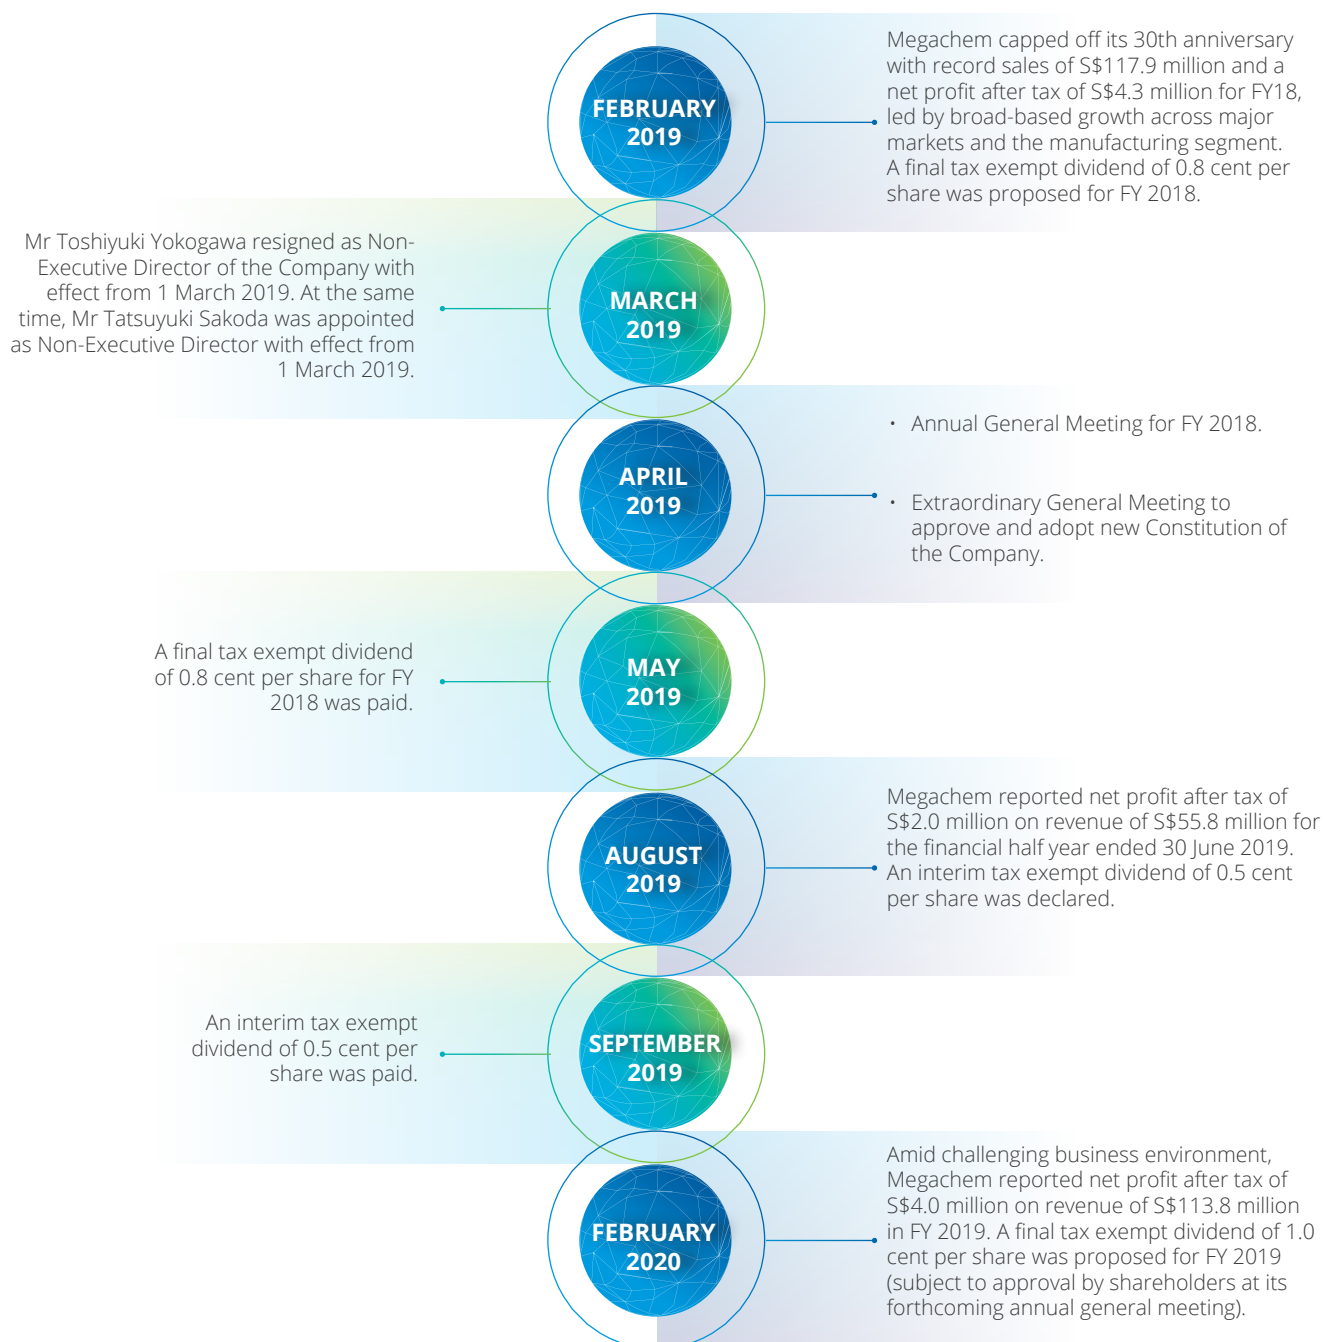 FEBRUARY
2019
Megachem capped off its 30th anniversary
with record sales of S$117.9 million and a
net profit after tax of S$4.3 million for FY18,
led by broad-based growth across major
markets and the manufacturing segment.
A final tax exempt dividend of 0.8 cent per
share was proposed for FY 2018.
MARCH
2019
Mr Toshiyuki Yokogawa resigned as Non-
Executive Director of the Company with
effect from 1 March 2019. At the same
time, Mr Tatsuyuki Sakoda was appointed
as Non-Executive Director with effect from
1 March 2019.
APRIL
2019
• Annual General Meeting for FY 2018.
• Extraordinary General Meeting to
approve and adopt new Constitution of
the Company.
MAY
2019
A final tax exempt dividend
of 0.8 cent per share for FY
2018 was paid.
AUGUST
2019
Megachem reported net profit after tax of
S$2.0 million on revenue of S$55.8 million for
the financial half year ended 30 June 2019.
An interim tax exempt dividend of 0.5 cent
per share was declared.
SEPTEMBER
2019
An interim tax exempt
dividend of 0.5 cent per
share was paid.
FEBRUARY
2020
Amid challenging business environment,
Megachem reported net profit after tax of
S$4.0 million on revenue of S$113.8 million
in FY 2019. A final tax exempt dividend of 1.0
cent per share was proposed for FY 2019
(subject to approval by shareholders at its
forthcoming annual general meeting).